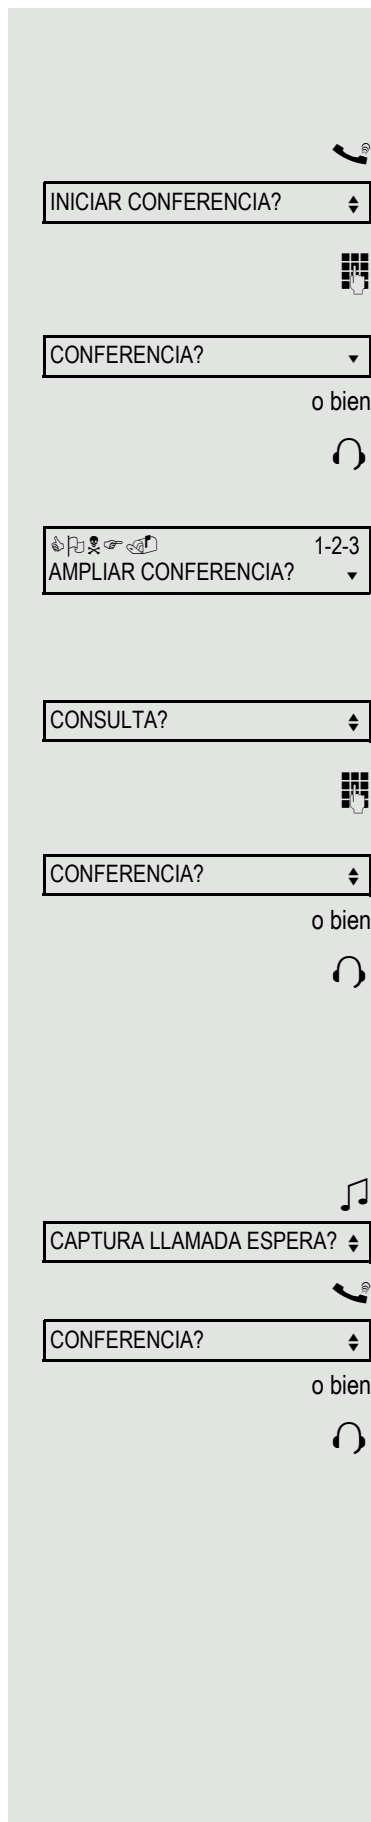 INICIAR CONFERENCIA?
CONFERENCIA?
o bien
1-2-3
AMPLIAR CONFERENCIA?
CONSULTA?
CONFERENCIA?
o bien
CAPTURA LLAMADA ESPERA?
CONFERENCIA?
o bien